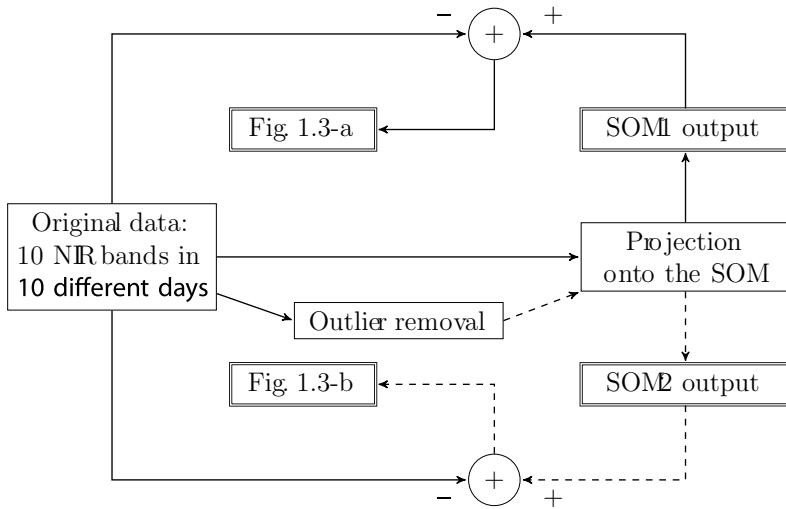 − + +
Fig. 1.3-a
SOM1 output
Original data:
10 NIR bands in
10 different days
Projection
onto the SOM
Outlier removal
Fig. 1.3-b
SOM2 output
− + +